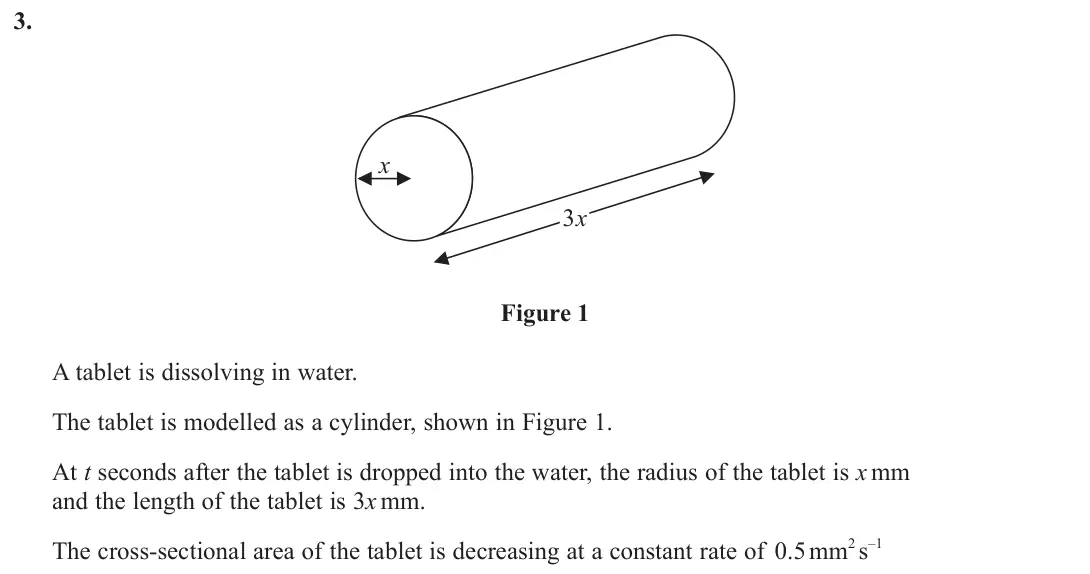 3.
x
3x
Figure 1
A tablet is dissolving in water.
The tablet is modelled as a cylinder, shown in Figure 1.
At t seconds after the tablet is dropped into the water, the radius of the tablet is x mm
and the length of the tablet is 3x mm.
The cross-sectional area of the tablet is decreasing at a constant rate of 0.5 mm² s⁻¹